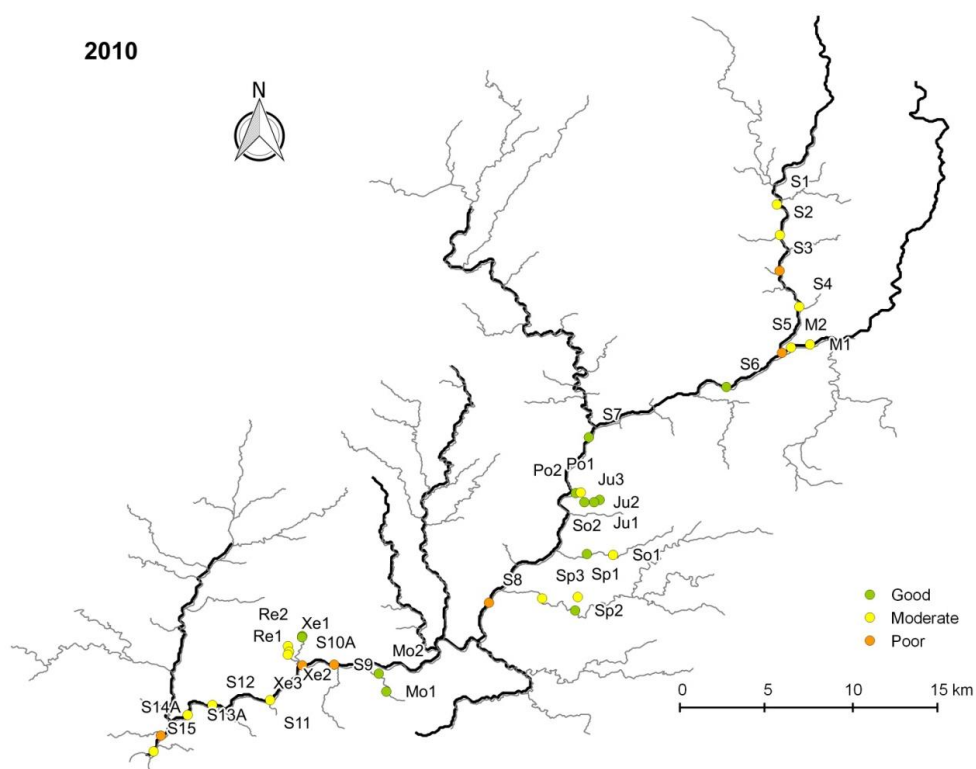 2010
N
S1
S2
S3
S4
S5 M2
M1
S6
S7
Po2 Po1
Ju3
Ju2
So2 Ju1
So1
S8 Sp3 Sp1
Sp2
Good
Moderate
Poor
Re2 Xe1
Re1 S10A Mo2
S9
Xe3 Xe2
Mo1
S12
S14A S13A
S15 S11
0 5 10 15 km